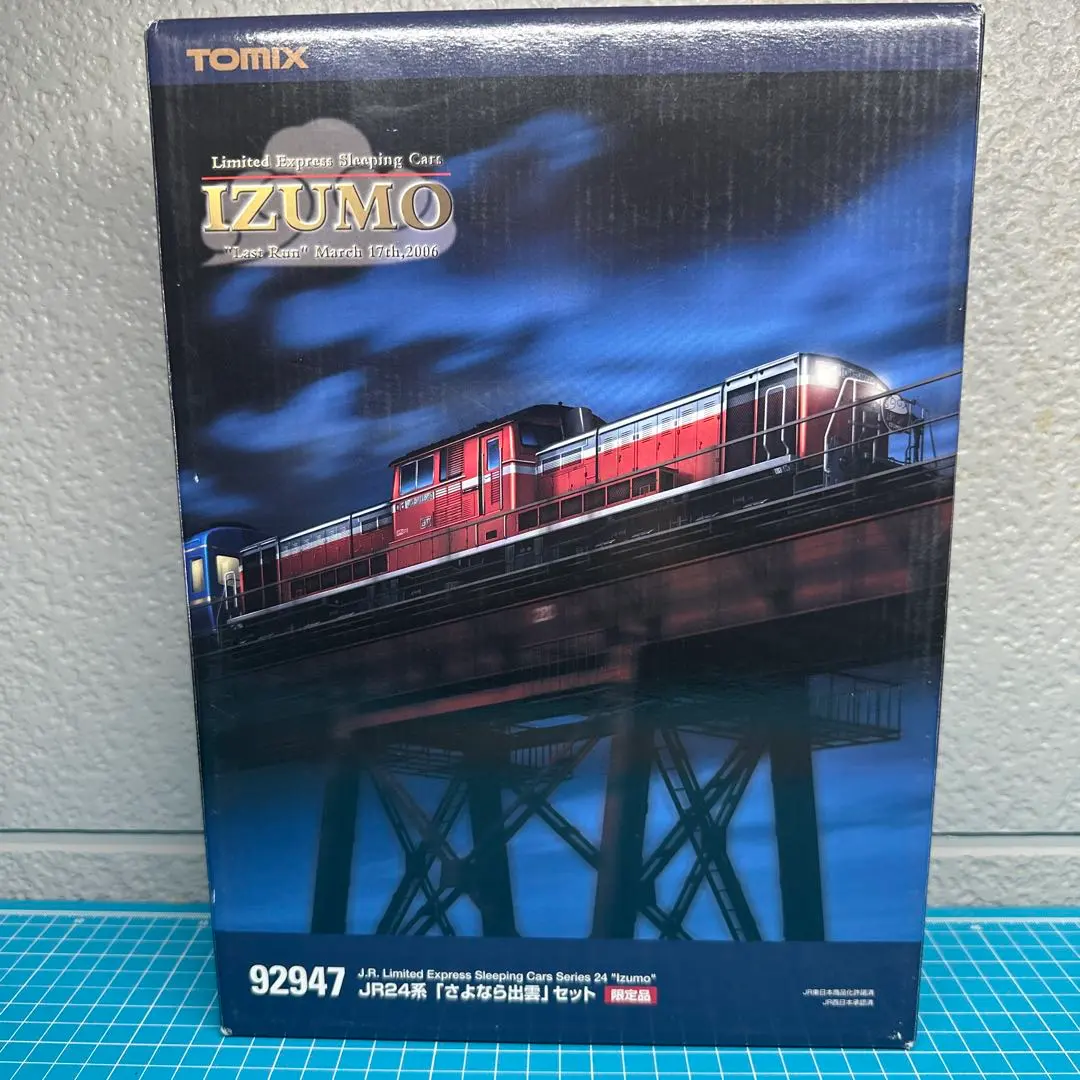 TOMIX
Limited Express Sleeping Cars
IZUMO
"Last Run" March 17th,2006
92947
J.R. Limited Express Sleeping Cars Series 24 "Izumo"
JR24系「さよなら出雲」セット 限定品
JR東日本商品化許諾済
JR西日本承認済